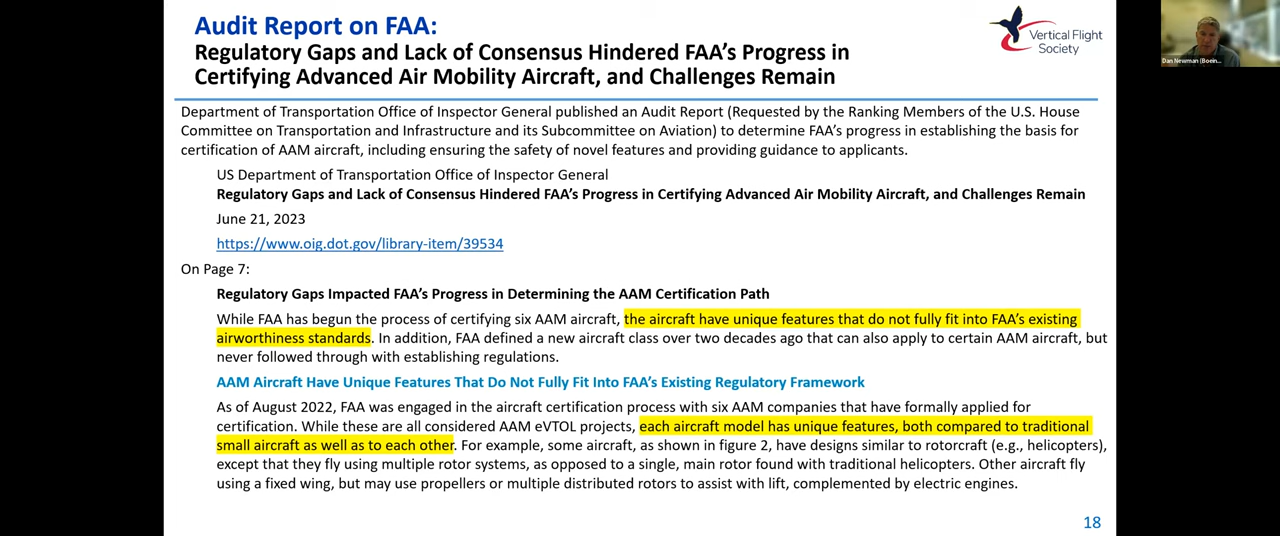 Audit Report on FAA:
Regulatory Gaps and Lack of Consensus Hindered FAA's Progress in
Certifying Advanced Air Mobility Aircraft, and Challenges Remain
Vertical Flight
Society
Dan Newman (Boein...
Department of Transportation Office of Inspector General published an Audit Report (Requested by the Ranking Members of the U.S. House
Committee on Transportation and Infrastructure and its Subcommittee on Aviation) to determine FAA's progress in establishing the basis for
certification of AAM aircraft, including ensuring the safety of novel features and providing guidance to applicants.
US Department of Transportation Office of Inspector General
Regulatory Gaps and Lack of Consensus Hindered FAA's Progress in Certifying Advanced Air Mobility Aircraft, and Challenges Remain
June 21, 2023
https://www.oig.dot.gov/library-item/39534
On Page 7:
Regulatory Gaps Impacted FAA's Progress in Determining the AAM Certification Path
While FAA has begun the process of certifying six AAM aircraft, the aircraft have unique features that do not fully fit into FAA's existing
airworthiness standards. In addition, FAA defined a new aircraft class over two decades ago that can also apply to certain AAM aircraft, but
never followed through with establishing regulations.
AAM Aircraft Have Unique Features That Do Not Fully Fit Into FAA's Existing Regulatory Framework
As of August 2022, FAA was engaged in the aircraft certification process with six AAM companies that have formally applied for
certification. While these are all considered AAM eVTOL projects, each aircraft model has unique features, both compared to traditional
small aircraft as well as to each other. For example, some aircraft, as shown in figure 2, have designs similar to rotorcraft (e.g., helicopters),
except that they fly using multiple rotor systems, as opposed to a single, main rotor found with traditional helicopters. Other aircraft fly
using a fixed wing, but may use propellers or multiple distributed rotors to assist with lift, complemented by electric engines.
18